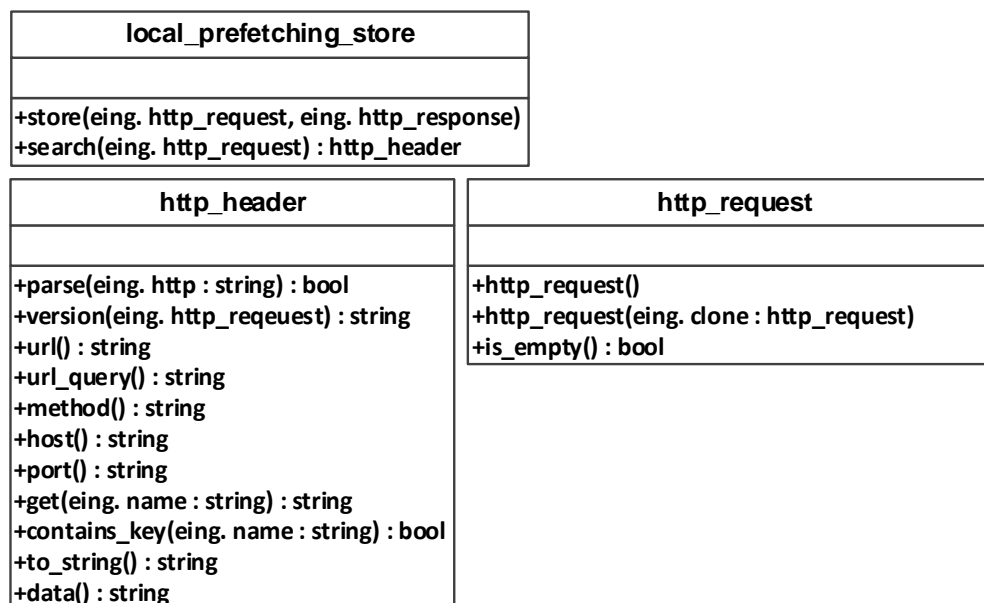 local_prefetching_store
+store(eing. http_request, eing. http_response)
+search(eing. http_request) : http_header
http_header
+parse(eing. http : string) : bool
+version(eing. http_reqeuest) : string
+url() : string
+url_query() : string
+method() : string
+host() : string
+port() : string
+get(eing. name : string) : string
+contains_key(eing. name : string) : bool
+to_string() : string
+data() : string
http_request
+http_request()
+http_request(eing. clone : http_request)
+is_empty() : bool